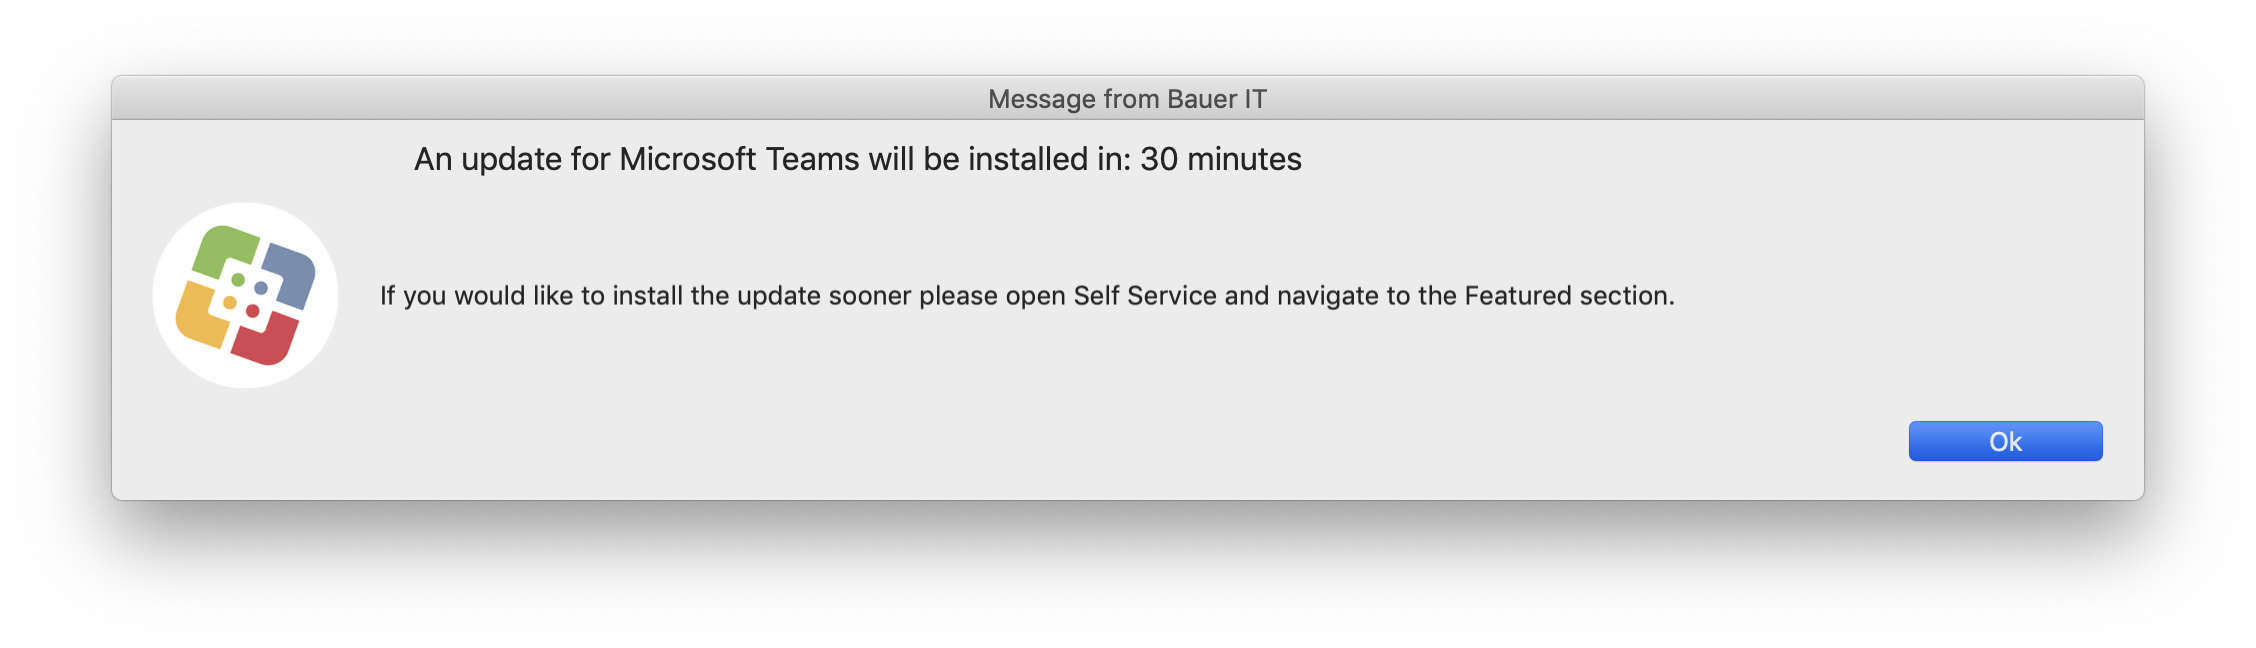 Message from Bauer IT
An update for Microsoft Teams will be installed in: 30 minutes
If you would like to install the update sooner please open Self Service and navigate to the Featured section.
Ok